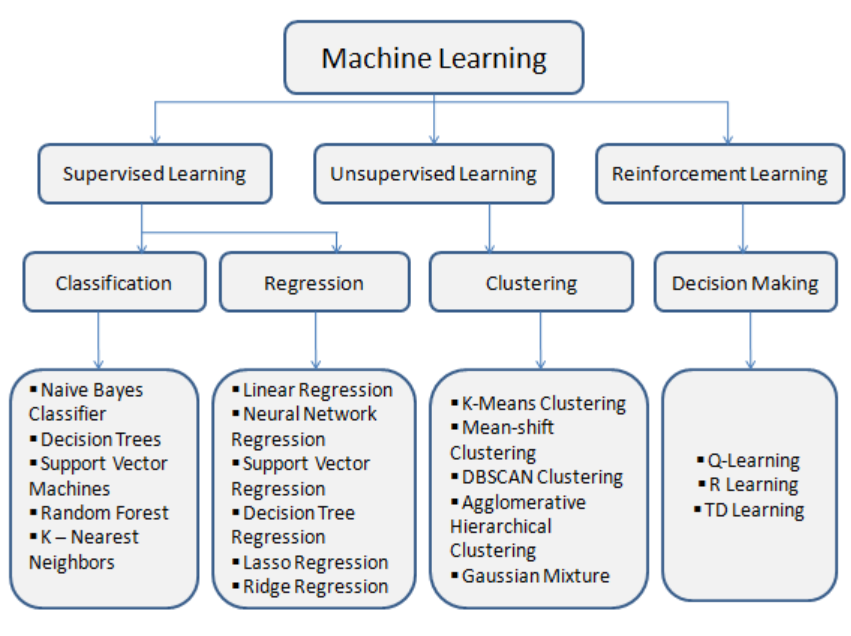 Machine Learning
Supervised Learning
Unsupervised Learning
Reinforcement Learning
Classification
Regression
Clustering
Decision Making
▪ Naive Bayes
Classifier
▪ Decision Trees
▪ Support Vector
Machines
▪ Random Forest
▪ K – Nearest
Neighbors
▪ Linear Regression
▪ Neural Network
Regression
▪ Support Vector
Regression
▪ Decision Tree
Regression
▪ Lasso Regression
▪ Ridge Regression
▪ K-Means Clustering
▪ Mean-shift
Clustering
▪ DBSCAN Clustering
▪ Agglomerative
Hierarchical
Clustering
▪ Gaussian Mixture
▪ Q-Learning
▪ R Learning
▪ TD Learning